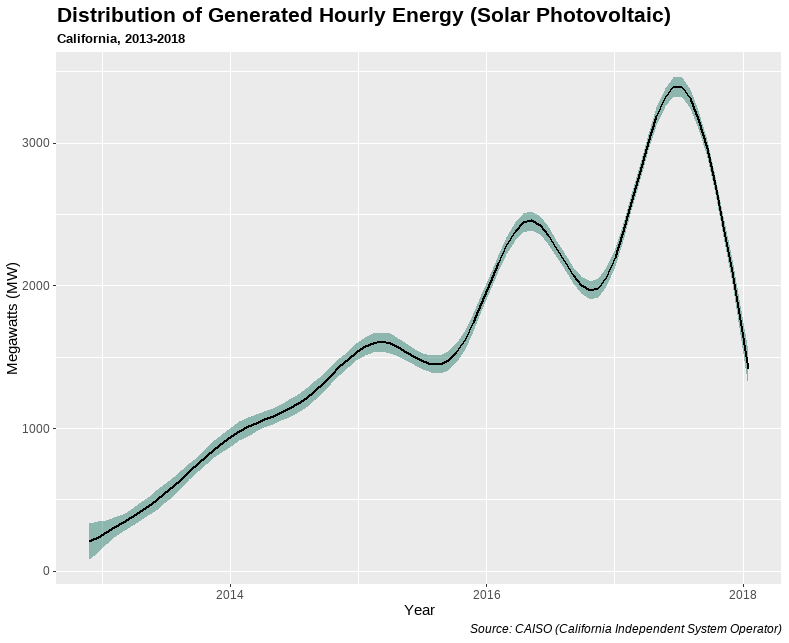 Distribution of Generated Hourly Energy (Solar Photovoltaic)
California, 2013-2018
Megawatts (MW)
3000
2000
1000
0
2014
2016
2018
Year
Source: CAISO (California Independent System Operator)